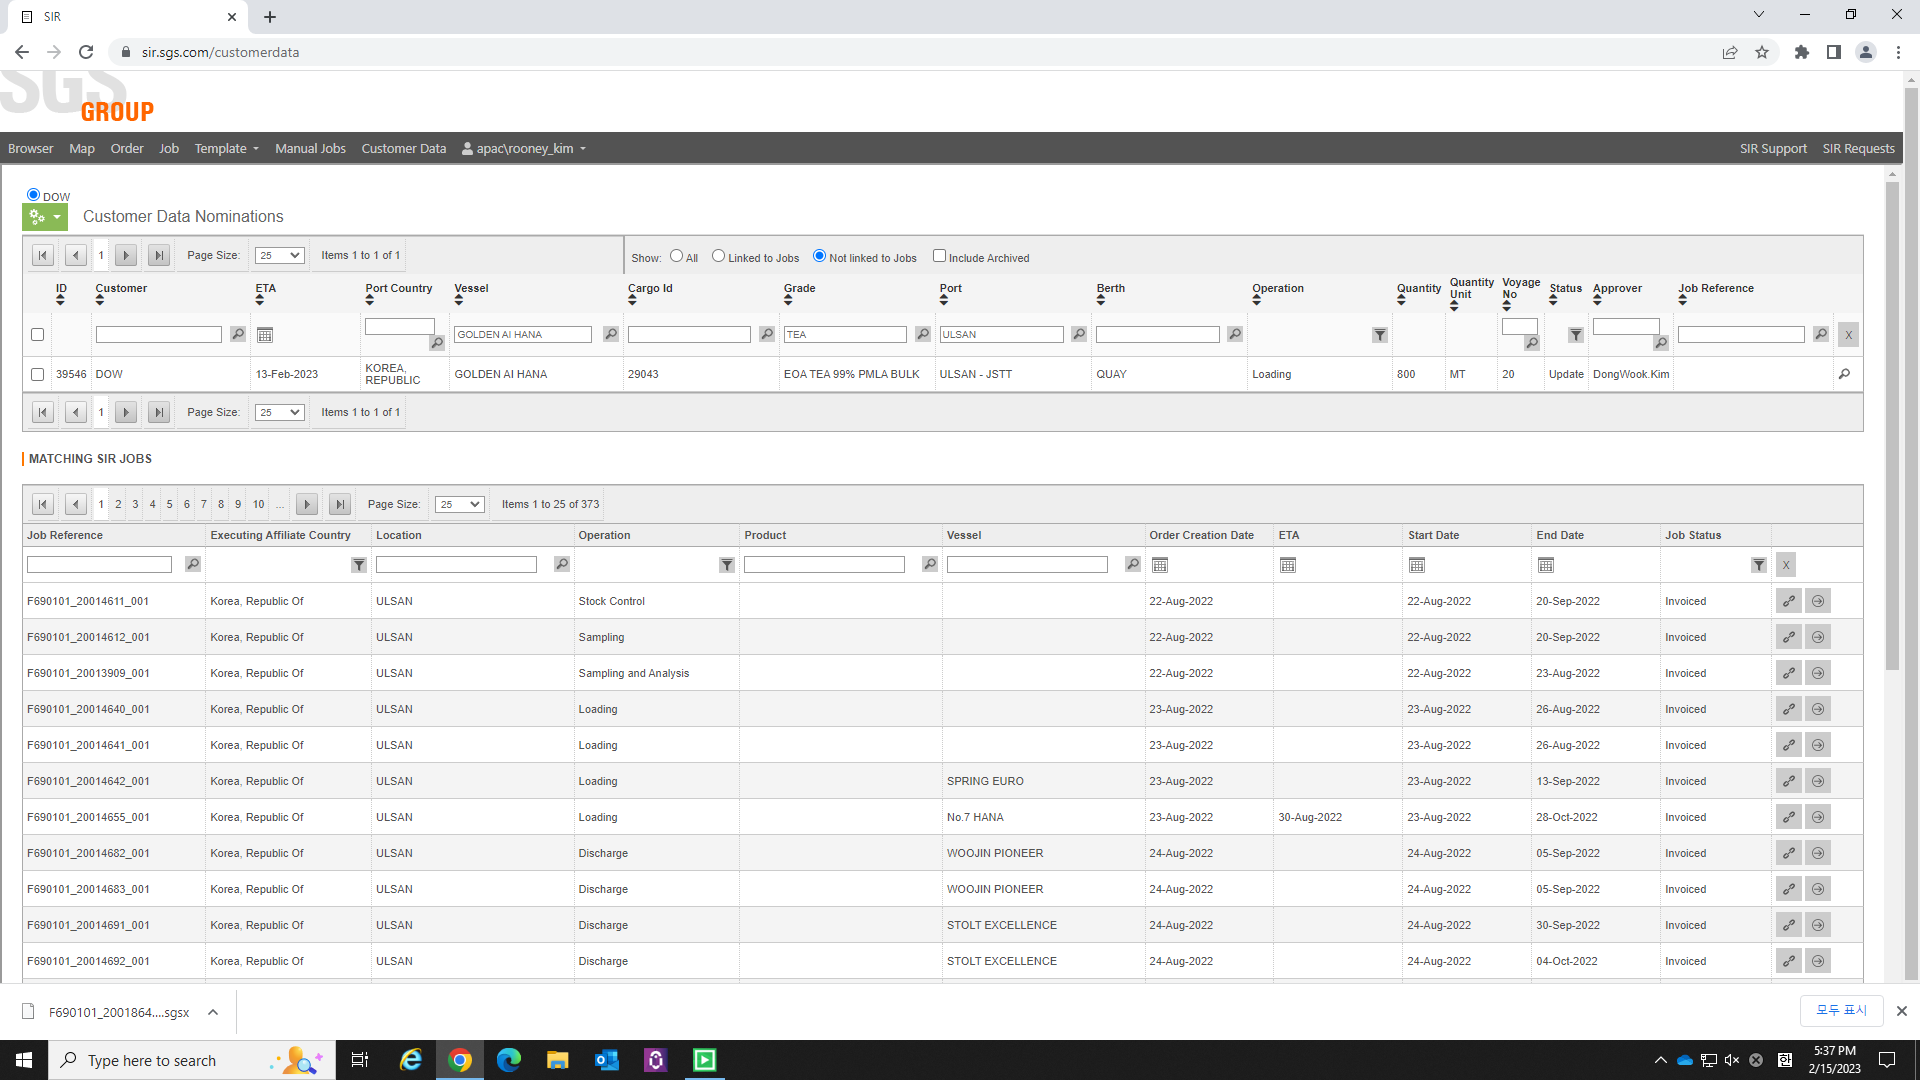 SIR
sir.sgs.com/customerdata
SGS
GROUP
Browser Map Order Job Template Manual Jobs Customer Data apac\rooney_kim SIR Support SIR Requests
DOW
Customer Data Nominations
1 Page Size: 25 Items 1 to 1 of 1 Show: All Linked to Jobs Not linked to Jobs Include Archived
ID Customer ETA Port Country Vessel Cargo Id Grade Port Berth Operation Quantity Quantity Unit Voyage No Status Approver Job Reference
GOLDEN AI HANA TEA ULSAN X
39546 DOW 13-Feb-2023 KOREA, REPUBLIC GOLDEN AI HANA 29043 EOA TEA 99% PMLA BULK ULSAN - JSTT QUAY Loading 800 MT 20 Update DongWook.Kim
1 Page Size: 25 Items 1 to 1 of 1
MATCHING SIR JOBS
1 2 3 4 5 6 7 8 9 10 ... Page Size: 25 Items 1 to 25 of 373
Job Reference Executing Affiliate Country Location Operation Product Vessel Order Creation Date ETA Start Date End Date Job Status
X
F690101_20014611_001 Korea, Republic Of ULSAN Stock Control 22-Aug-2022 22-Aug-2022 20-Sep-2022 Invoiced
F690101_20014612_001 Korea, Republic Of ULSAN Sampling 22-Aug-2022 22-Aug-2022 20-Sep-2022 Invoiced
F690101_20013909_001 Korea, Republic Of ULSAN Sampling and Analysis 22-Aug-2022 22-Aug-2022 23-Aug-2022 Invoiced
F690101_20014640_001 Korea, Republic Of ULSAN Loading 23-Aug-2022 23-Aug-2022 26-Aug-2022 Invoiced
F690101_20014641_001 Korea, Republic Of ULSAN Loading 23-Aug-2022 23-Aug-2022 26-Aug-2022 Invoiced
F690101_20014642_001 Korea, Republic Of ULSAN Loading SPRING EURO 23-Aug-2022 23-Aug-2022 13-Sep-2022 Invoiced
F690101_20014655_001 Korea, Republic Of ULSAN Loading No.7 HANA 23-Aug-2022 30-Aug-2022 23-Aug-2022 28-Oct-2022 Invoiced
F690101_20014682_001 Korea, Republic Of ULSAN Discharge WOOJIN PIONEER 24-Aug-2022 24-Aug-2022 05-Sep-2022 Invoiced
F690101_20014683_001 Korea, Republic Of ULSAN Discharge WOOJIN PIONEER 24-Aug-2022 24-Aug-2022 05-Sep-2022 Invoiced
F690101_20014691_001 Korea, Republic Of ULSAN Discharge STOLT EXCELLENCE 24-Aug-2022 24-Aug-2022 30-Sep-2022 Invoiced
F690101_20014692_001 Korea, Republic Of ULSAN Discharge STOLT EXCELLENCE 24-Aug-2022 24-Aug-2022 04-Oct-2022 Invoiced
F690101_2001864....sgsx 모두 표시
Type here to search 한 5:37 PM
2/15/2023